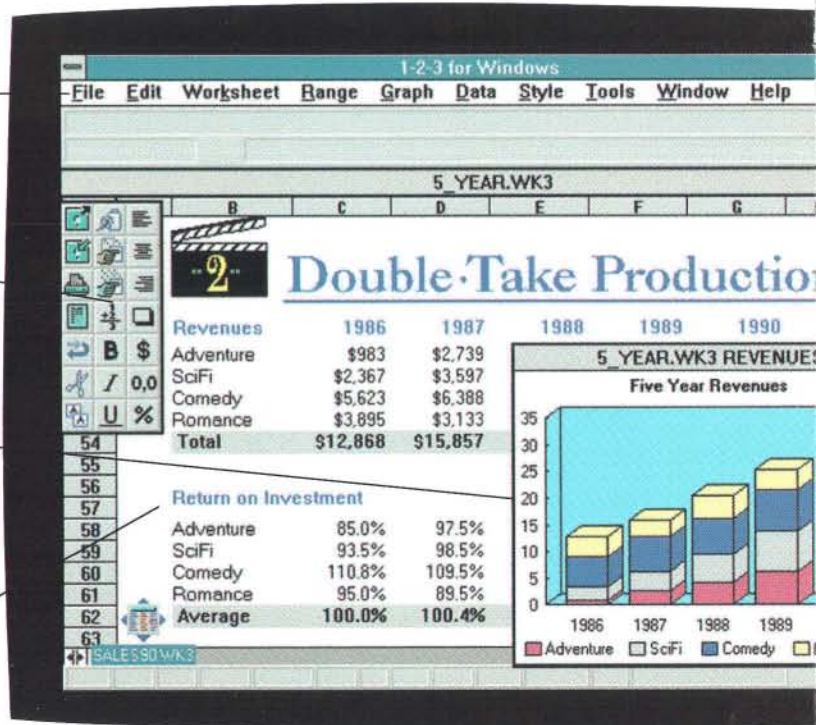 1-2-3 for Windows
File Edit Worksheet Range Graph Data Style Tools Window Help
5_YEAR.WK3
B C D E F G
"2" Double·Take Production
Revenues 1986 1987 1988 1989 1990
Adventure $983 $2,739
SciFi $2,367 $3,597
Comedy $5,623 $6,388
Romance $3,895 $3,133
54 Total $12,868 $15,857
55
56
57 Return on Investment
58 Adventure 85.0% 97.5%
59 SciFi 93.5% 98.5%
60 Comedy 110.8% 109.5%
61 Romance 95.0% 89.5%
62 Average 100.0% 100.4%
63
SALES90.WK3
B $
I 0,0
U %
5_YEAR.WK3 REVENUES
Five Year Revenues
35
30
25
20
15
10
5
0
1986 1987 1988 1989
Adventure SciFi Comedy